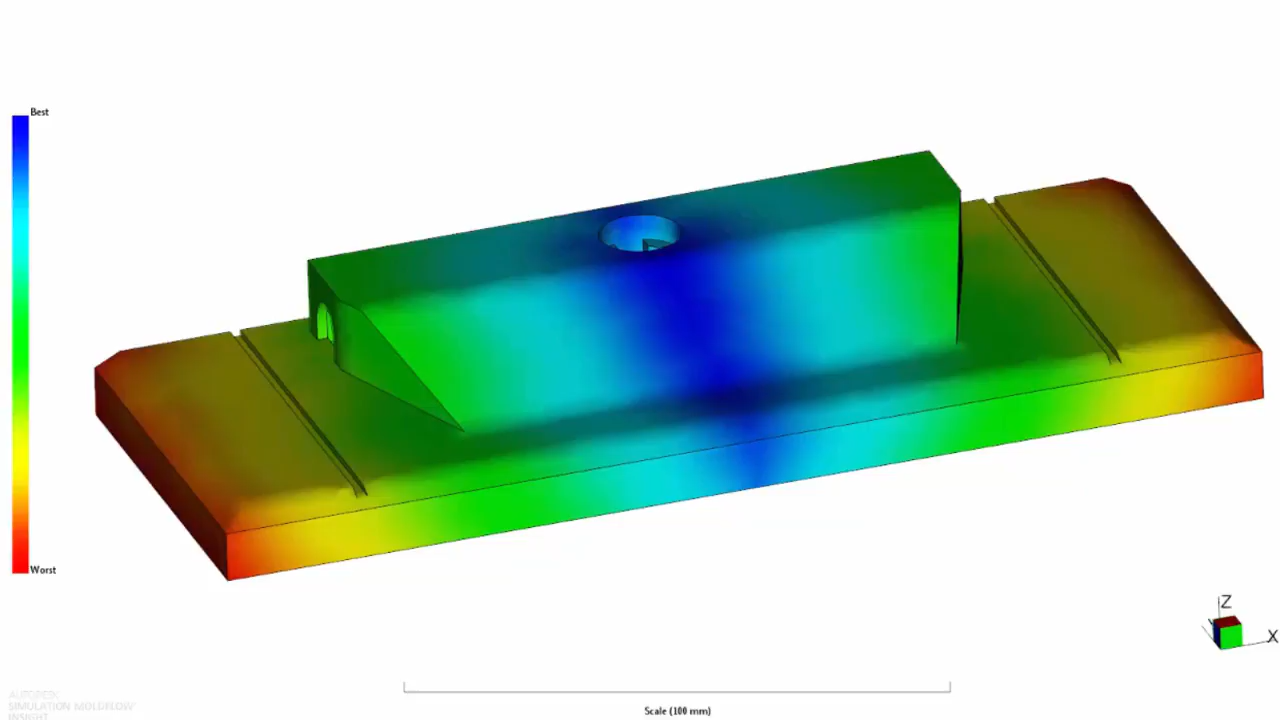 Best
Worst
Z
X
Scale (100 mm)
AUTODESK
SIMULATION MOLDFLOW
INSIGHT